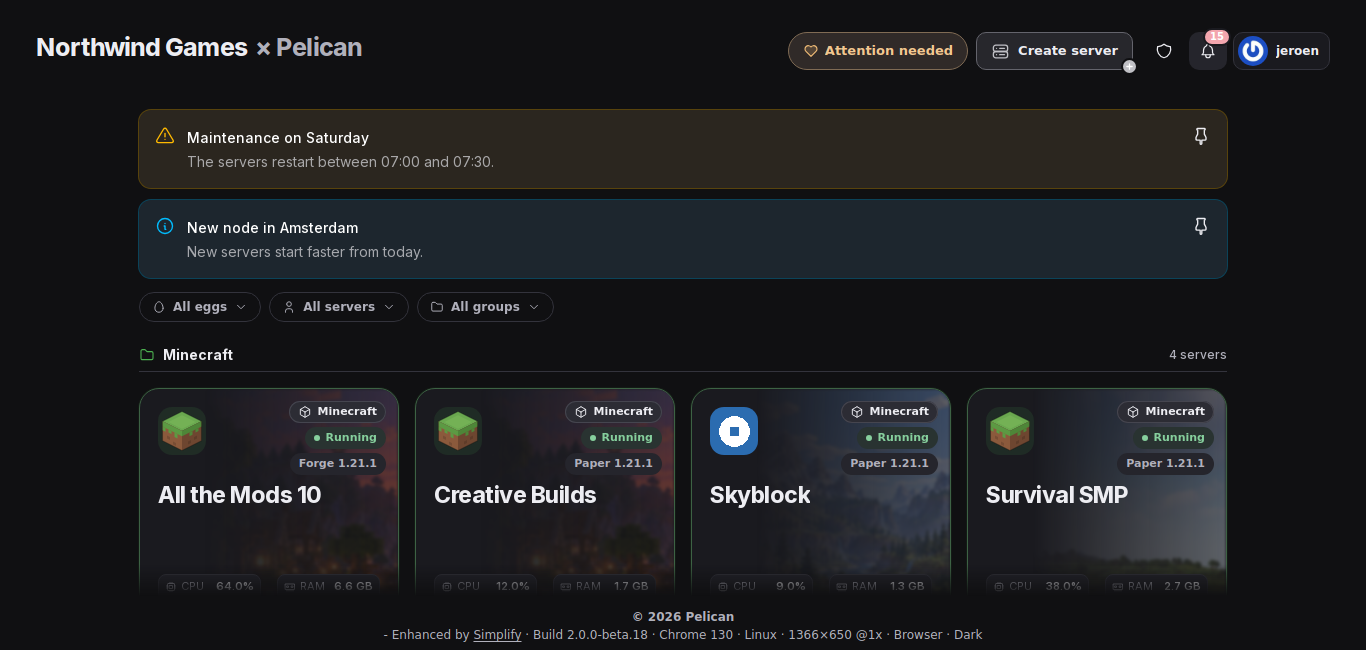 Northwind Games × Pelican
Attention needed
Create server
15
jeroen
Maintenance on Saturday
The servers restart between 07:00 and 07:30.
New node in Amsterdam
New servers start faster from today.
All eggs
All servers
All groups
Minecraft
4 servers
Minecraft
Running
Forge 1.21.1
All the Mods 10
CPU 64.0%
RAM 6.6 GB
Minecraft
Running
Paper 1.21.1
Creative Builds
CPU 12.0%
RAM 1.7 GB
Minecraft
Running
Paper 1.21.1
Skyblock
CPU 9.0%
RAM 1.3 GB
Minecraft
Running
Paper 1.21.1
Survival SMP
CPU 38.0%
RAM 2.7 GB
© 2026 Pelican
- Enhanced by Simplify · Build 2.0.0-beta.18 · Chrome 130 · Linux · 1366×650 @1x · Browser · Dark